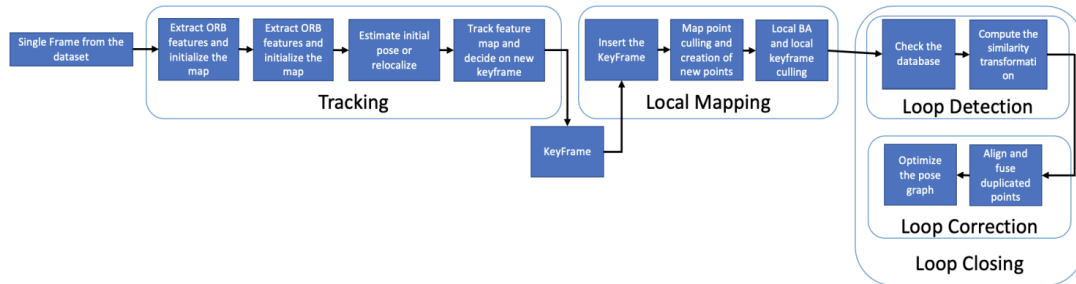 Single Frame from the
dataset
Extract ORB
features and
initialize the
map
Extract ORB
features and
initialize the
map
Estimate initial
pose or
relocalize
Track feature
map and
decide on new
keyframe
Tracking
KeyFrame
Insert the
KeyFrame
Map point
culling and
creation of
new points
Local BA and
local
keyframe
culling
Local Mapping
Check the
database
Compute the
similarity
transformati
on
Loop Detection
Optimize
the pose
graph
Align and
fuse
duplicated
points
Loop Correction
Loop Closing